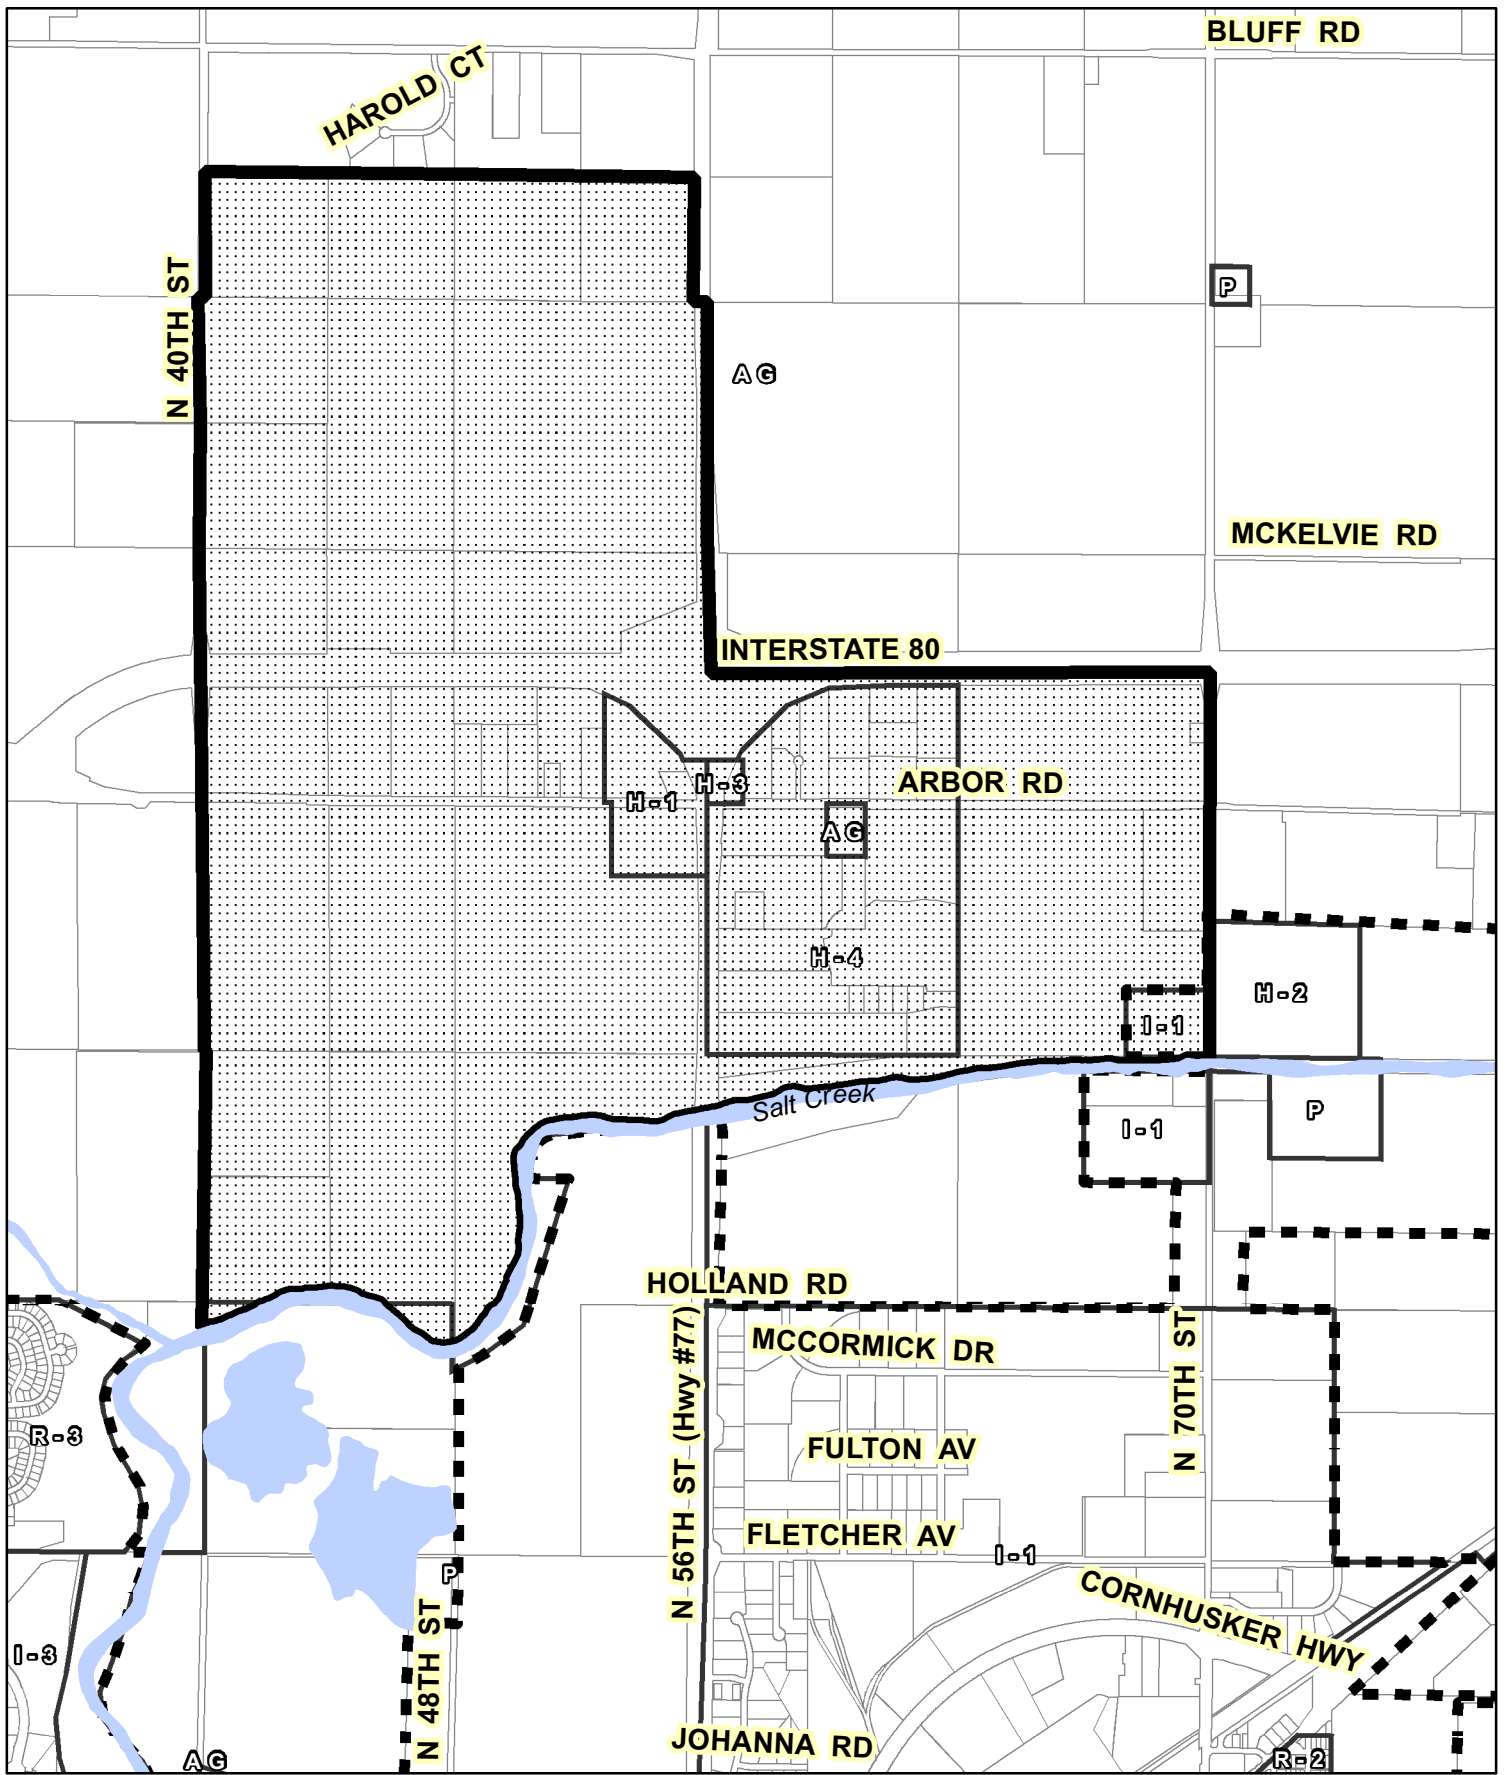 BLUFF RD
HAROLD CT
N 40TH ST
P
AG
MCKELVIE RD
INTERSTATE 80
H-3
H-1
ARBOR RD
AG
H-4
H-2
I-1
Salt Creek
P
I-1
HOLLAND RD
MCCORMICK DR
N 70TH ST
N 56TH ST (Hwy #77)
R-3
FULTON AV
FLETCHER AV
I-1
P
CORNHUSKER HWY
N 48TH ST
I-3
JOHANNA RD
AG
R-2